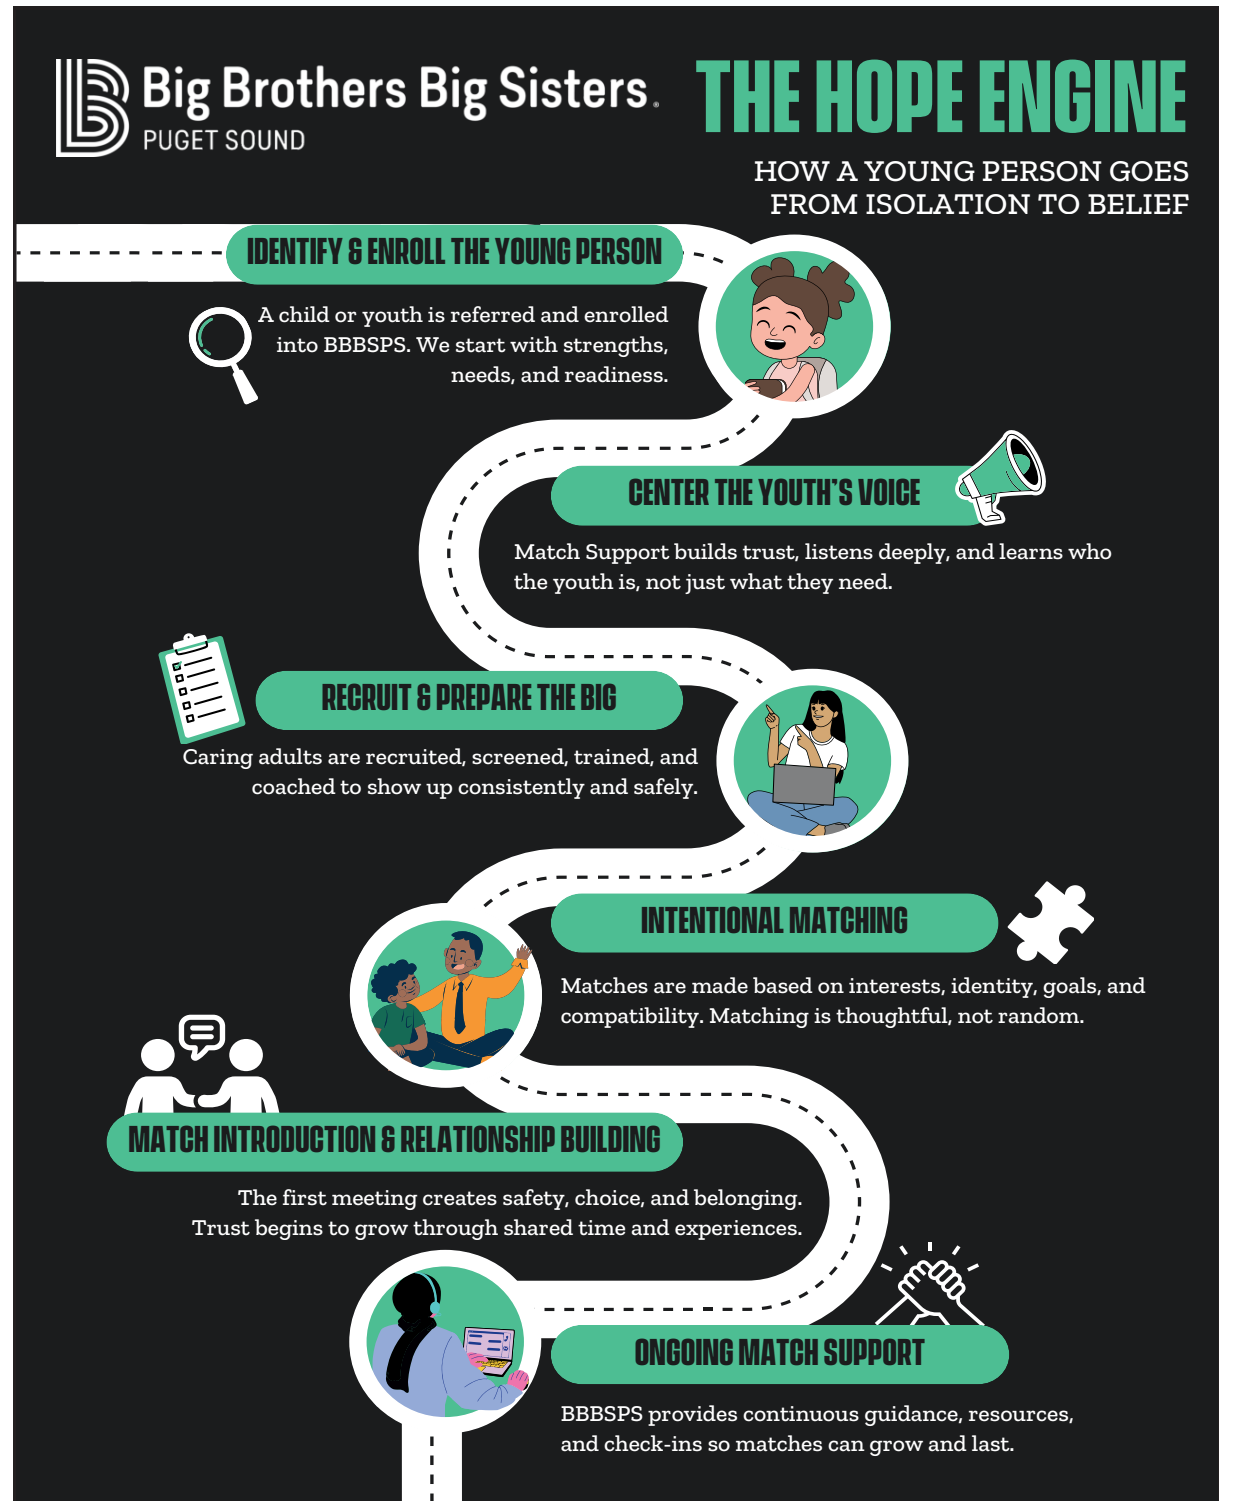 Big Brothers Big Sisters®
PUGET SOUND
THE HOPE ENGINE
HOW A YOUNG PERSON GOES
FROM ISOLATION TO BELIEF
IDENTIFY & ENROLL THE YOUNG PERSON
A child or youth is referred and enrolled
into BBBSPS. We start with strengths,
needs, and readiness.
CENTER THE YOUTH'S VOICE
Match Support builds trust, listens deeply, and learns who
the youth is, not just what they need.
RECRUIT & PREPARE THE BIG
Caring adults are recruited, screened, trained, and
coached to show up consistently and safely.
INTENTIONAL MATCHING
Matches are made based on interests, identity, goals, and
compatibility. Matching is thoughtful, not random.
MATCH INTRODUCTION & RELATIONSHIP BUILDING
The first meeting creates safety, choice, and belonging.
Trust begins to grow through shared time and experiences.
ONGOING MATCH SUPPORT
BBBSPS provides continuous guidance, resources,
and check-ins so matches can grow and last.